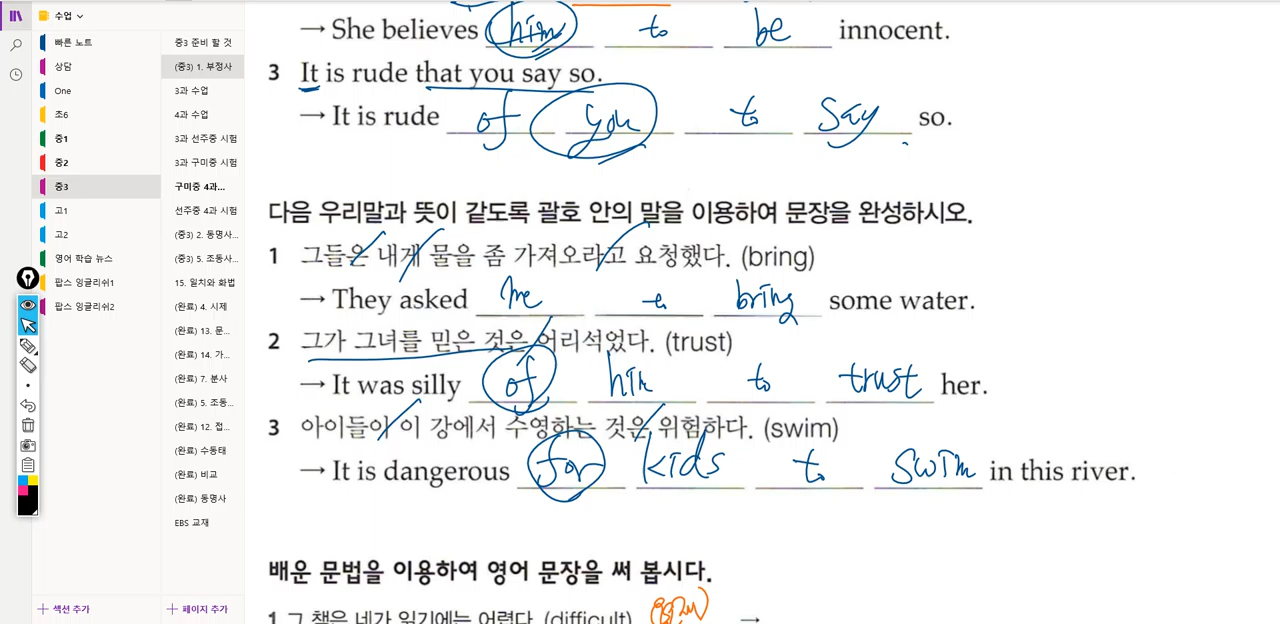 수업
빠른 노트
상담
One
초6
중1
중2
중3
고1
고2
영어 학습 뉴스
팝스 잉글리쉬1
팝스 잉글리쉬2
섹션 추가
중3 준비 할 것
(중3) 1. 부정사
3과 수업
4과 수업
3과 선주중 시험
3과 구미중 시험
구미중 4과...
선주중 4과 시험
(중3) 2. 동명사...
(중3) 5. 조동사...
15. 일치와 화법
(완료) 4. 시제
(완료) 13. 문...
(완료) 14. 가...
(완료) 7. 분사
(완료) 5. 조동...
(완료) 12. 접...
(완료) 수동태
(완료) 비교
(완료) 동명사
EBS 교재
페이지 추가
→ She believes him to be innocent.
3 It is rude that you say so.
→ It is rude of you to say so.
다음 우리말과 뜻이 같도록 괄호 안의 말을 이용하여 문장을 완성하시오.
1 그들은 내게 물을 좀 가져오라고 요청했다. (bring)
→ They asked me to bring some water.
2 그가 그녀를 믿은 것은 어리석었다. (trust)
→ It was silly of him to trust her.
3 아이들이 이 강에서 수영하는 것은 위험하다. (swim)
→ It is dangerous for kids to swim in this river.
배운 문법을 이용하여 영어 문장을 써 봅시다.
1 그 책은 네가 읽기에는 어렵다. (difficult) →